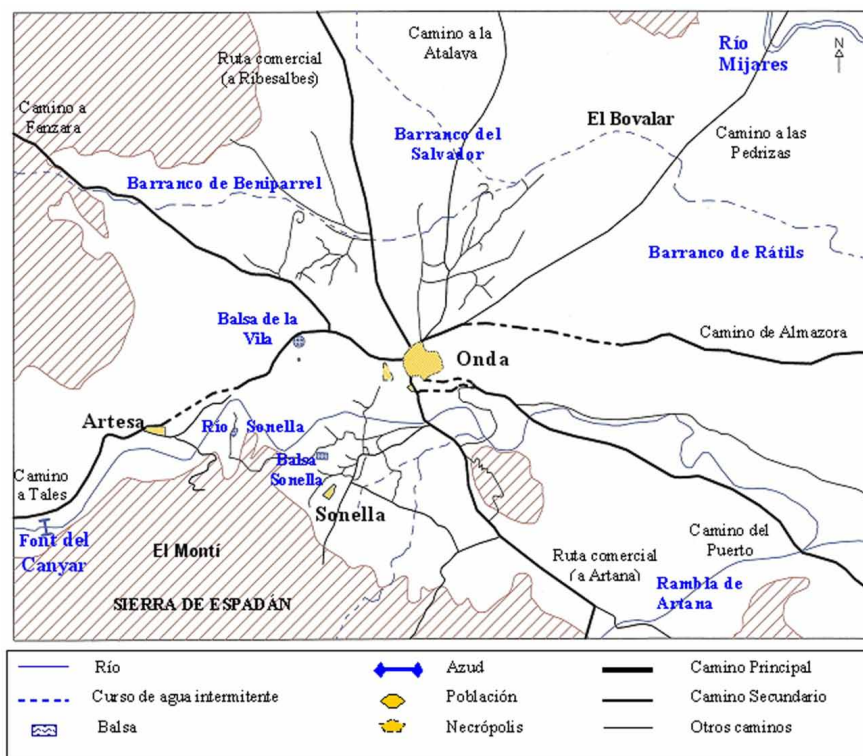 Camino a la
Atalaya
Ruta comercial
(a Ribesalbes)
Río
Mijares
N
Camino a
Fanzara
El Bovalar
Barranco del
Salvador
Camino a las
Pedrizas
Barranco de Beniparrel
Barranco de Rátils
Balsa de la
Vila
Camino de Almazora
Onda
Artesa
Río Sonella
Balsa
Sonella
Camino
a Tales
Sonella
Font del
Canyar
El Montí
Camino del
Puerto
Ruta comercial
(a Artana)
Rambla de
Artana
SIERRA DE ESPADÁN
Río
Azud
Camino Principal
Curso de agua intermitente
Población
Camino Secundario
Balsa
Necrópolis
Otros caminos